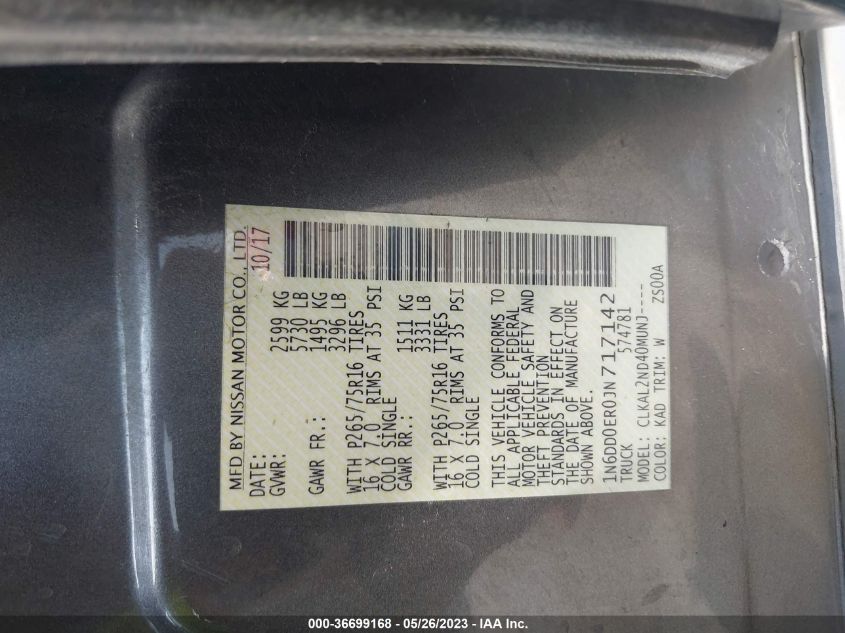 MFD BY NISSAN MOTOR CO., LTD.
DATE: 10/17
GVWR: 2599 KG
5730 LB
GAWR FR.: 1495 KG
3296 LB
WITH P265/75R16 TIRES
16 X 7.0 RIMS AT 35 PSI
COLD SINGLE
GAWR RR.: 1511 KG
3331 LB
WITH P265/75R16 TIRES
16 X 7.0 RIMS AT 35 PSI
COLD SINGLE
THIS VEHICLE CONFORMS TO
ALL APPLICABLE FEDERAL
MOTOR VEHICLE SAFETY AND
THEFT PREVENTION
STANDARDS IN EFFECT ON
THE DATE OF MANUFACTURE
SHOWN ABOVE.
1N6DD0ER0JN717142
TRUCK 574781
MODEL: CLKAL2ND40MUNJ----
COLOR: KAD TRIM: W ZS00A
000-36699168 - 05/26/2023 - IAA Inc.